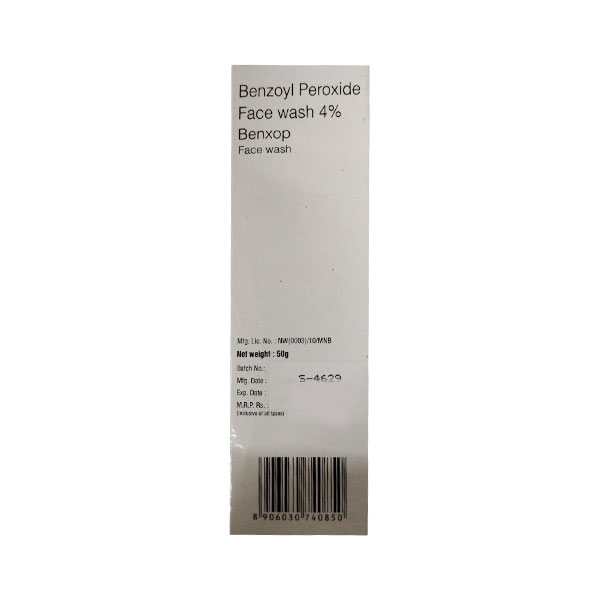 Benzoyl Peroxide
Face wash 4%
Benxop
Face wash
Mfg. Lic. No. : NW(0003)/10/MNB
Net weight : 50g
Batch No.:
Mfg. Date : S-4629
Exp. Date :
M.R.P. Rs. :
(Inclusive of all taxes)
8 906030 740850